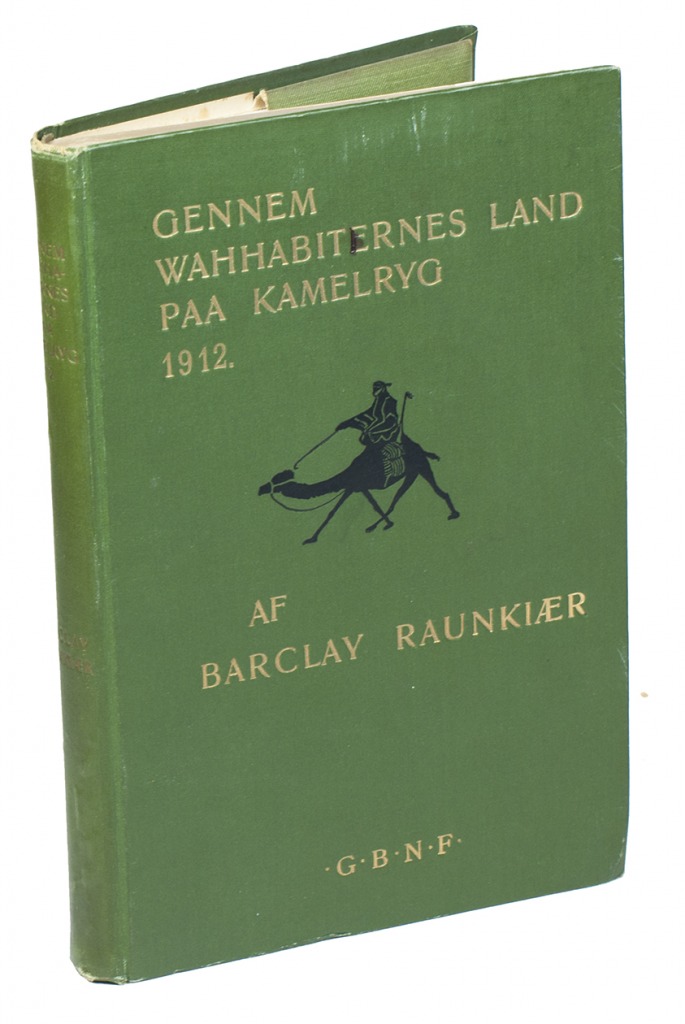 GENNEM
WAHHABITERNES LAND
PAA KAMELRYG
1912.
AF
BARCLAY RAUNKIÆR
·G·B·N·F·